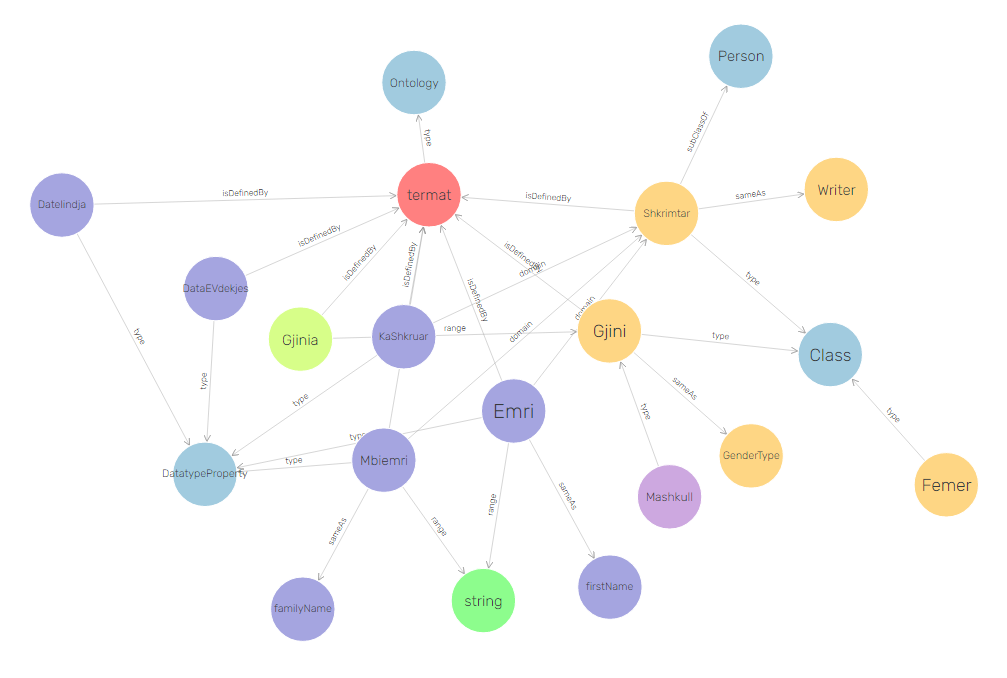 Person
Ontology
type
subClassOf
Datelindja
isDefinedBy
termat
isDefinedBy
Shkrimtar
sameAs
Writer
isDefinedBy
isDefinedBy
isDefinedBy
isDefinedBy
domain
type
DataEVdekjes
isDefinedBy
domain
type
Gjinia
KaShkruar
range
domain
Gjini
type
Class
type
type
sameAs
type
Emri
type
type
DatatypeProperty
type
Mbiemri
GenderType
type
Femer
Mashkull
sameAs
range
range
sameAs
familyName
string
firstName